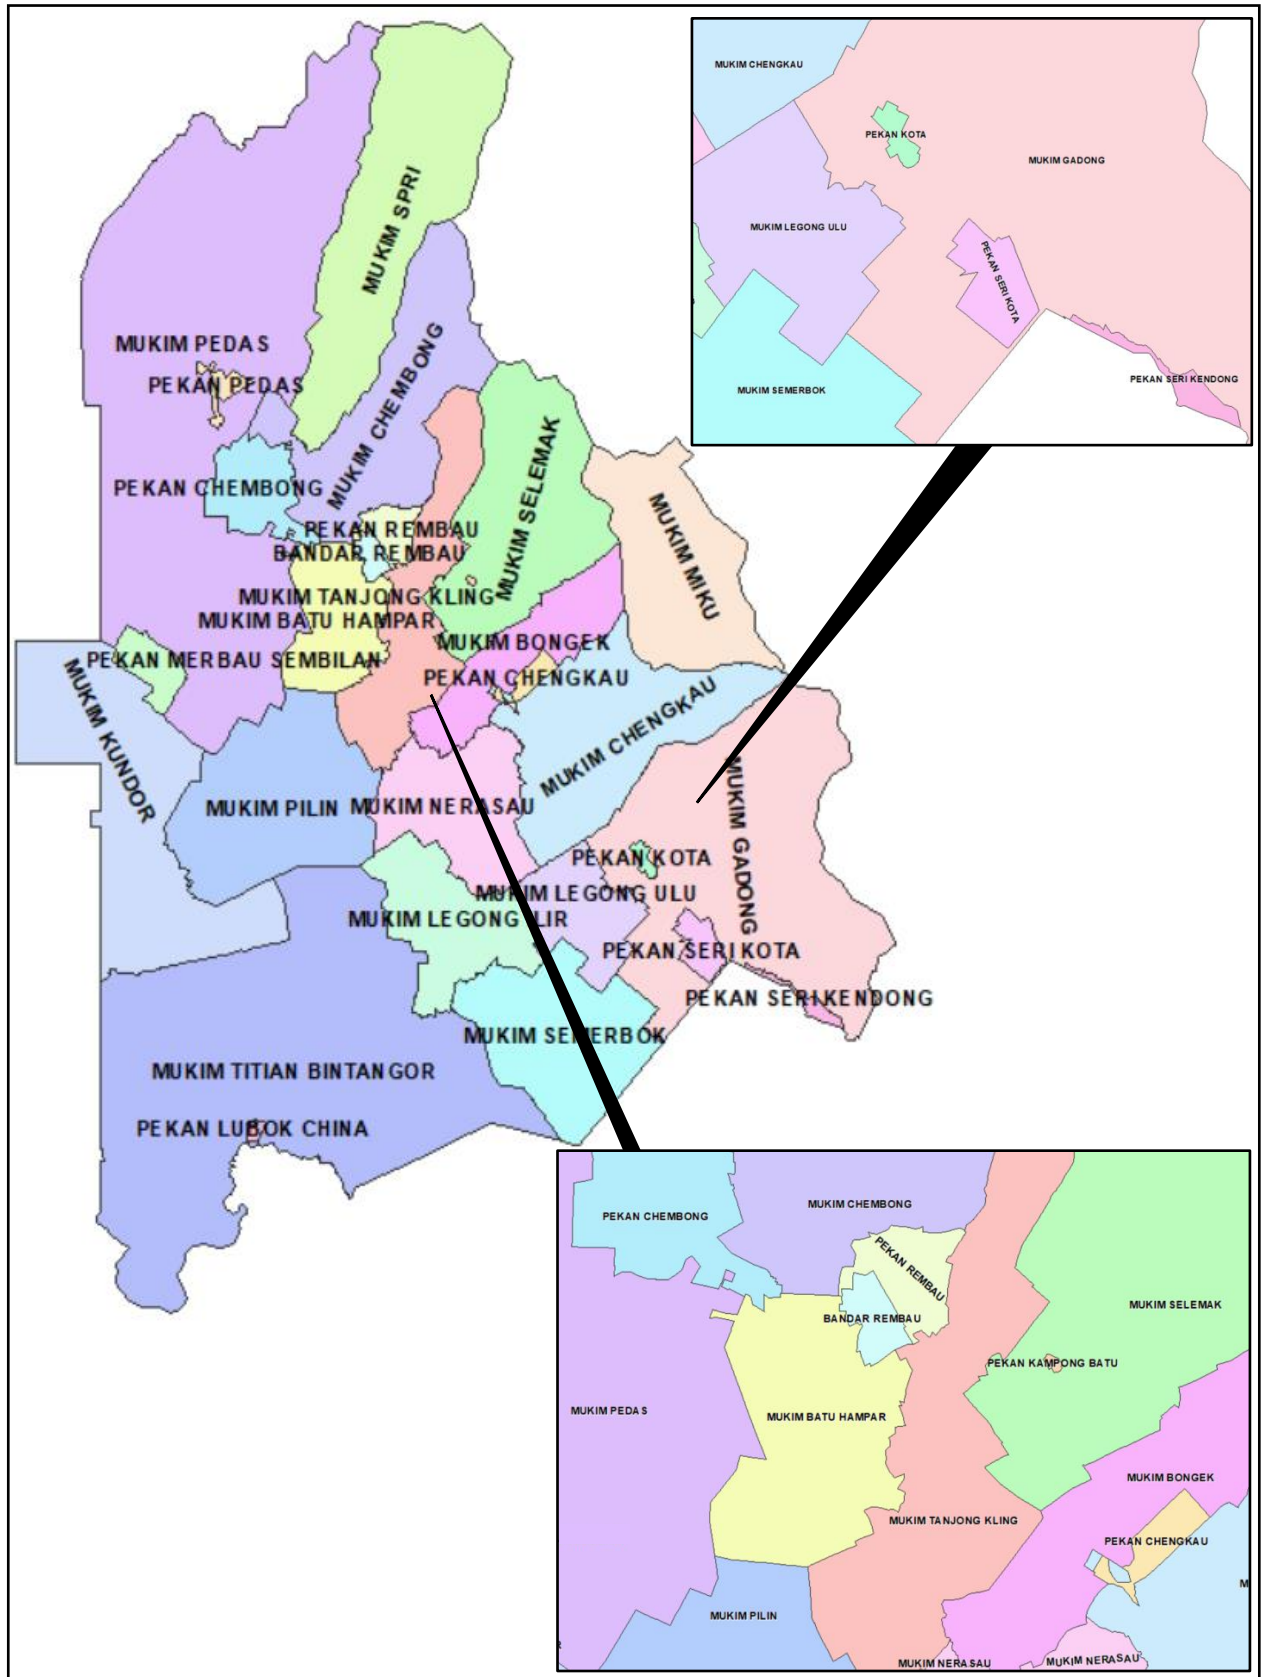 MUKIM CHENGKAU
PEKAN KOTA
MUKIM GADONG
MUKIM LEGONG ULU
PEKAN SERI KOTA
PEKAN SERI KENDONG
MUKIM SEMERBOK
MUKIM SPRI
MUKIM PEDAS
PEKAN PEDAS
MUKIM CHEMBONG
PEKAN CHEMBONG
MUKIM SELEMAK
MUKIM MIKU
PEKAN REMBAU
BANDAR REMBAU
MUKIM TANJONG KLING
MUKIM BATU HAMPAR
MUKIM BONGEK
PEKAN MERBAU SEMBILAN
PEKAN CHENGKAU
MUKIM KUNDOR
MUKIM CHENGKAU
MUKIM PILIN
MUKIM NERASAU
MUKIM GADONG
PEKAN KOTA
MUKIM LEGONG ULU
MUKIM LEGONG ILIR
PEKAN SERI KOTA
PEKAN SERI KENDONG
MUKIM SEMERBOK
MUKIM TITIAN BINTANGOR
PEKAN LUBOK CHINA
MUKIM CHEMBONG
PEKAN CHEMBONG
PEKAN REMBAU
MUKIM SELEMAK
BANDAR REMBAU
PEKAN KAMPONG BATU
MUKIM PEDAS
MUKIM BATU HAMPAR
MUKIM BONGEK
MUKIM TANJONG KLING
PEKAN CHENGKAU
M
MUKIM PILIN
MUKIM NERASAU
MUKIM NERASAU